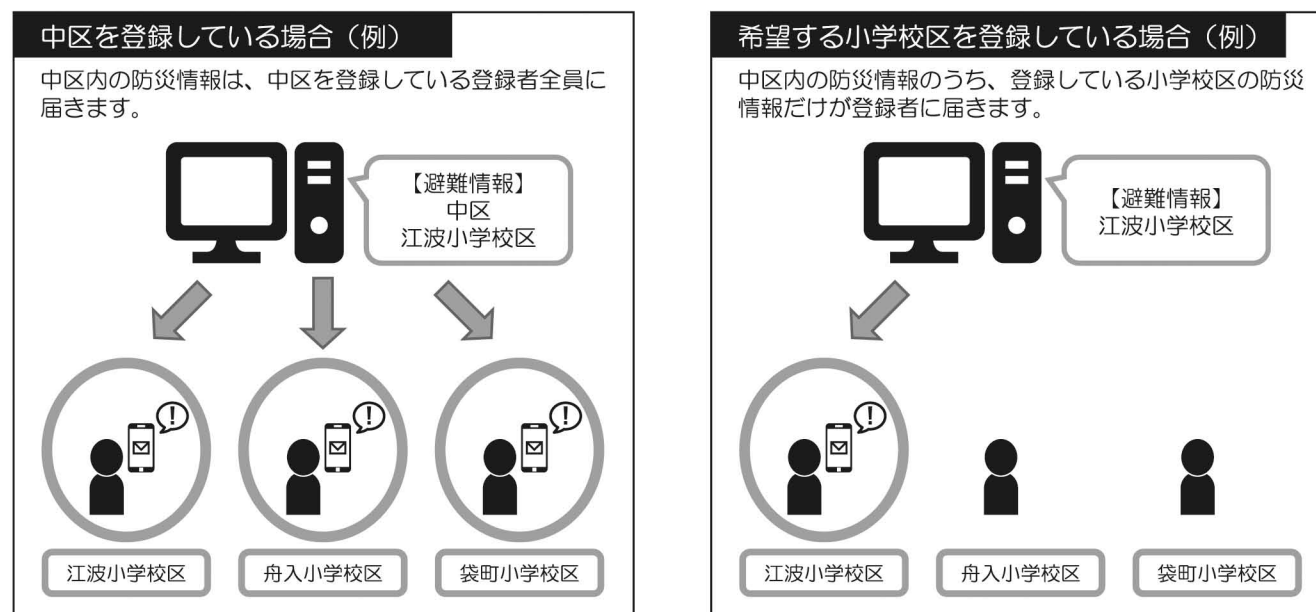 中区を登録している場合（例）
中区内の防災情報は、中区を登録している登録者全員に
届きます。
【避難情報】
中区
江波小学校区
!
!
!
江波小学校区
舟入小学校区
袋町小学校区
希望する小学校区を登録している場合（例）
中区内の防災情報のうち、登録している小学校区の防災
情報だけが登録者に届きます。
【避難情報】
江波小学校区
!
江波小学校区
舟入小学校区
袋町小学校区